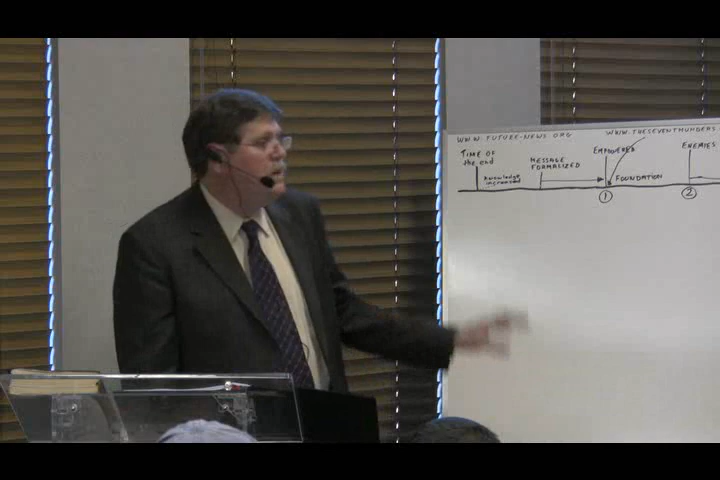 WWW.FUTURE-NEWS.ORG
WWW.THESEVENTHUNDERS
TIME OF
the end
Knowledge
increased
MESSAGE
FORMALIZED
EMPOWERED
FOUNDATION
ENEMIES
1
2